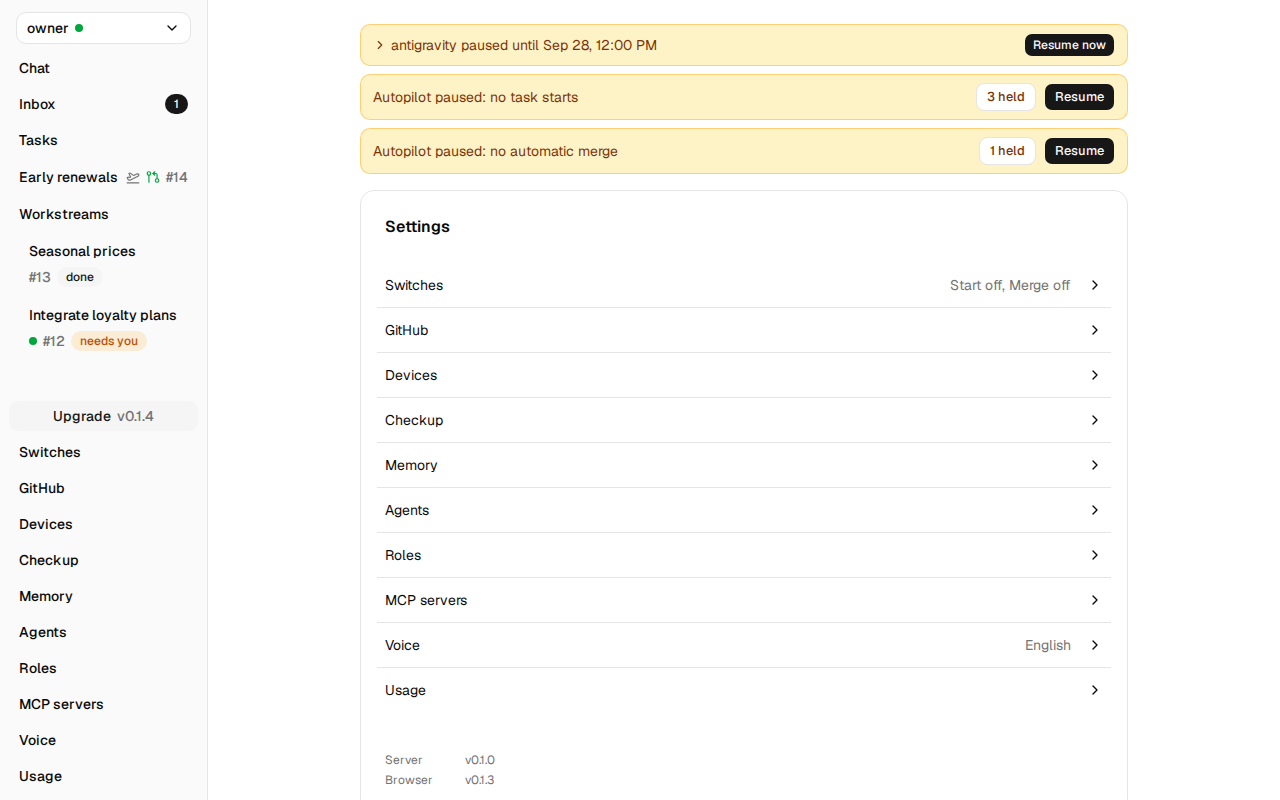 owner
Chat
Inbox 1
Tasks
Early renewals #14
Workstreams
Seasonal prices
#13 done
Integrate loyalty plans
#12 needs you
Upgrade v0.1.4
Switches
GitHub
Devices
Checkup
Memory
Agents
Roles
MCP servers
Voice
Usage
antigravity paused until Sep 28, 12:00 PM Resume now
Autopilot paused: no task starts 3 held Resume
Autopilot paused: no automatic merge 1 held Resume
Settings
Switches Start off, Merge off
GitHub
Devices
Checkup
Memory
Agents
Roles
MCP servers
Voice English
Usage
Server v0.1.0
Browser v0.1.3